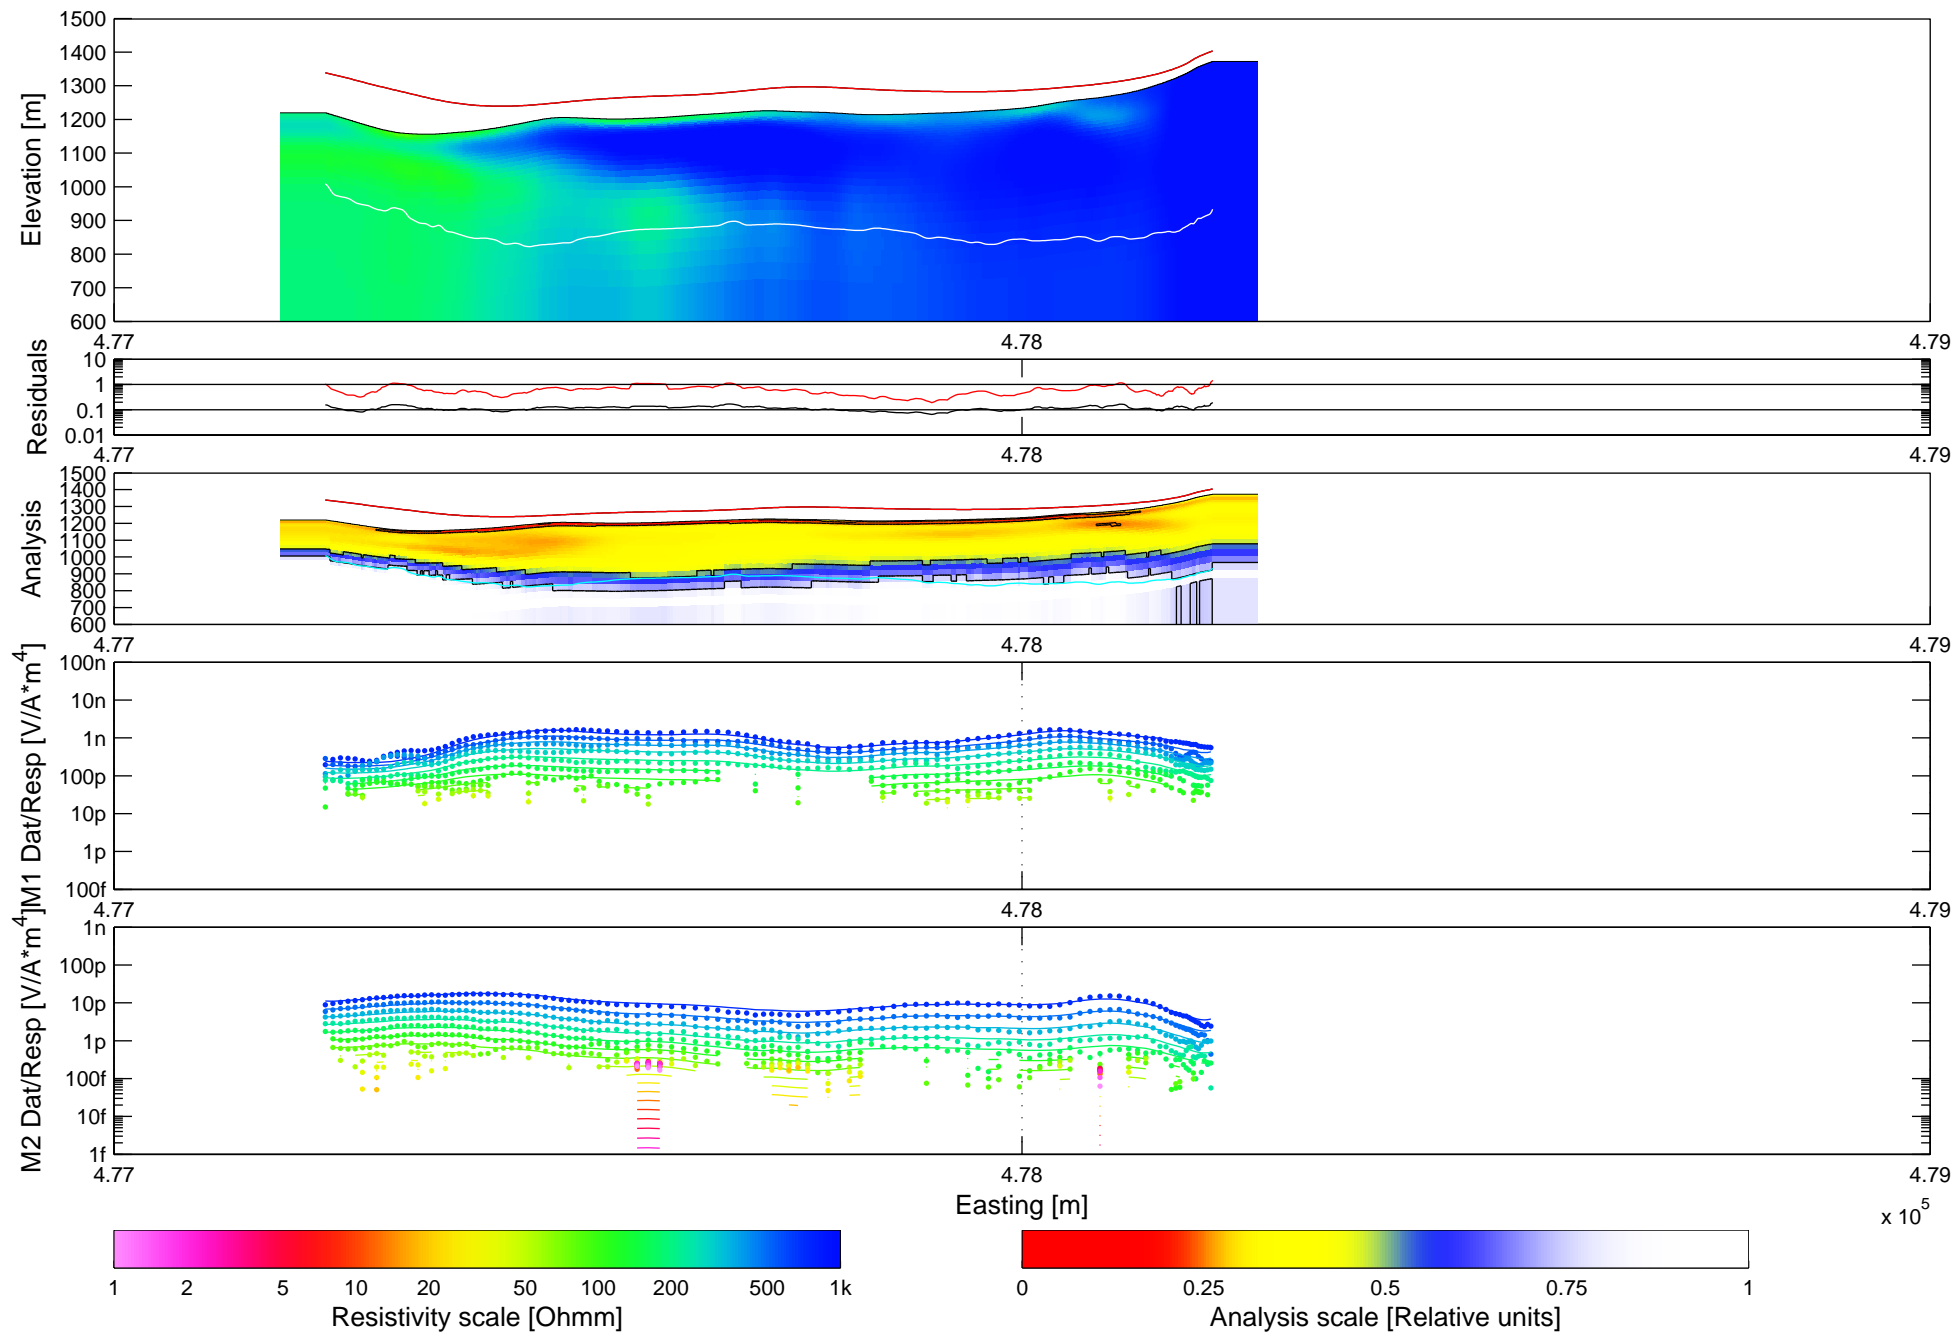 1500
1400
1300
1200
1100
1000
900
800
700
600
Elevation [m]
4.77
4.78
4.79
10
1
0.1
0.01
Residuals
4.77
4.78
4.79
1500
1400
1300
1200
1100
1000
900
800
700
600
Analysis
4.77
4.78
4.79
100n
10n
1n
100p
10p
1p
100f
M1 Dat/Resp [V/A*m^4]
4.77
4.78
4.79
1n
100p
10p
1p
100f
10f
1f
M2 Dat/Resp [V/A*m^4]
4.77
4.78
4.79
Easting [m]
x 10^5
1 2 5 10 20 50 100 200 500 1k
Resistivity scale [Ohmm]
0 0.25 0.5 0.75 1
Analysis scale [Relative units]